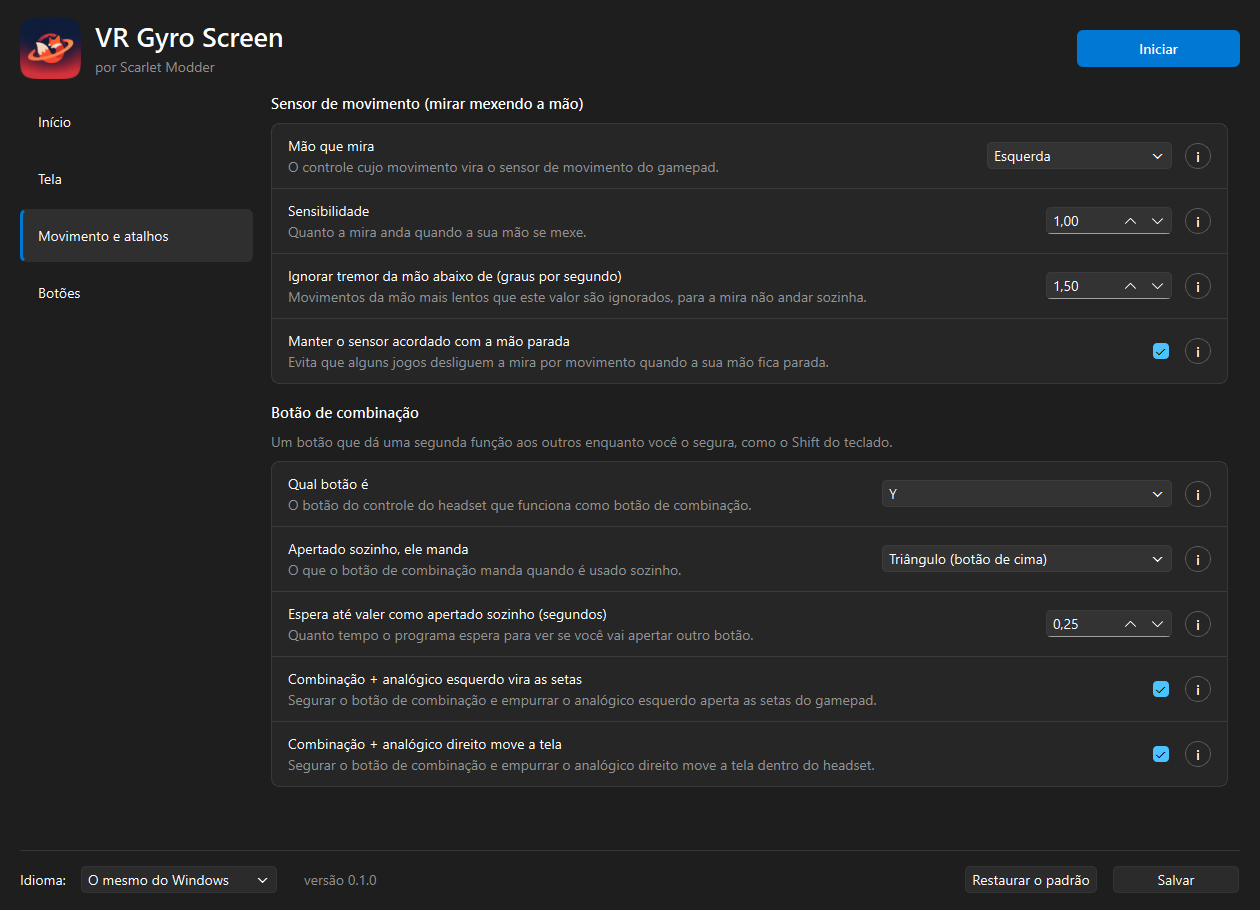 VR Gyro Screen
por Scarlet Modder
Iniciar
Início
Tela
Movimento e atalhos
Botões
Sensor de movimento (mirar mexendo a mão)
Mão que mira
O controle cujo movimento vira o sensor de movimento do gamepad.
Esquerda
i
Sensibilidade
Quanto a mira anda quando a sua mão se mexe.
1,00
i
Ignorar tremor da mão abaixo de (graus por segundo)
Movimentos da mão mais lentos que este valor são ignorados, para a mira não andar sozinha.
1,50
i
Manter o sensor acordado com a mão parada
Evita que alguns jogos desliguem a mira por movimento quando a sua mão fica parada.
i
Botão de combinação
Um botão que dá uma segunda função aos outros enquanto você o segura, como o Shift do teclado.
Qual botão é
O botão do controle do headset que funciona como botão de combinação.
Y
i
Apertado sozinho, ele manda
O que o botão de combinação manda quando é usado sozinho.
Triângulo (botão de cima)
i
Espera até valer como apertado sozinho (segundos)
Quanto tempo o programa espera para ver se você vai apertar outro botão.
0,25
i
Combinação + analógico esquerdo vira as setas
Segurar o botão de combinação e empurrar o analógico esquerdo aperta as setas do gamepad.
i
Combinação + analógico direito move a tela
Segurar o botão de combinação e empurrar o analógico direito move a tela dentro do headset.
i
Idioma:
O mesmo do Windows
versão 0.1.0
Restaurar o padrão
Salvar